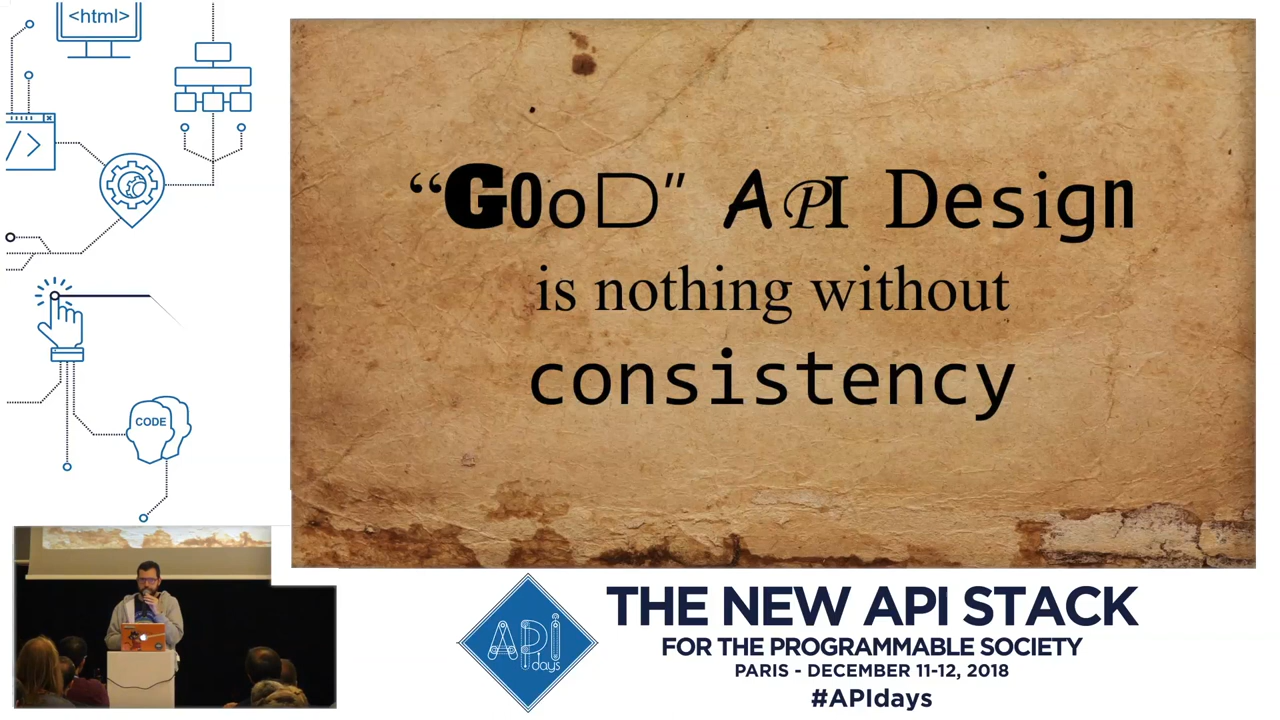 <html>
/>
CODE
“GOoD” API Design
is nothing without
consistency
API
days
THE NEW API STACK
FOR THE PROGRAMMABLE SOCIETY
PARIS - DECEMBER 11-12, 2018
#APIdays